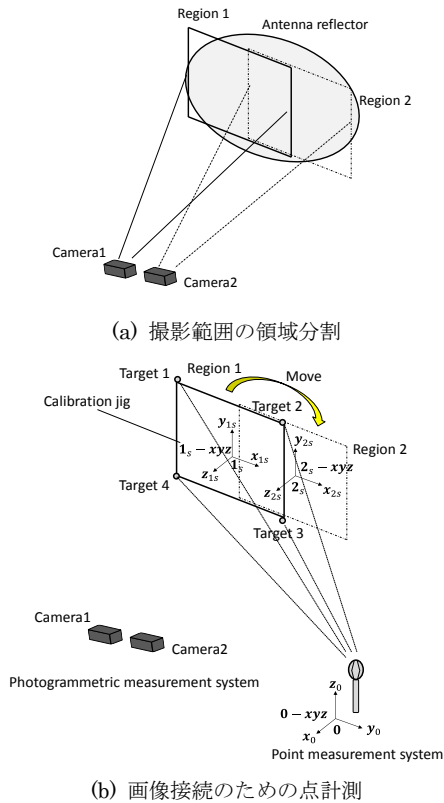 Region 1
Antenna reflector
Region 2
Camera1
Camera2
(a) 撮影範囲の領域分割
Target 1
Region 1
Move
Calibration jig
Target 2
y₁ₛ
1ₛ − xyz
z₁ₛ
1ₛ
x₁ₛ
y₂ₛ
2ₛ − xyz
z₂ₛ
2ₛ
x₂ₛ
Region 2
Target 4
Target 3
Camera1
Camera2
Photogrammetric measurement system
z₀
0 − xyz
x₀
0
y₀
Point measurement system
(b) 画像接続のための点計測